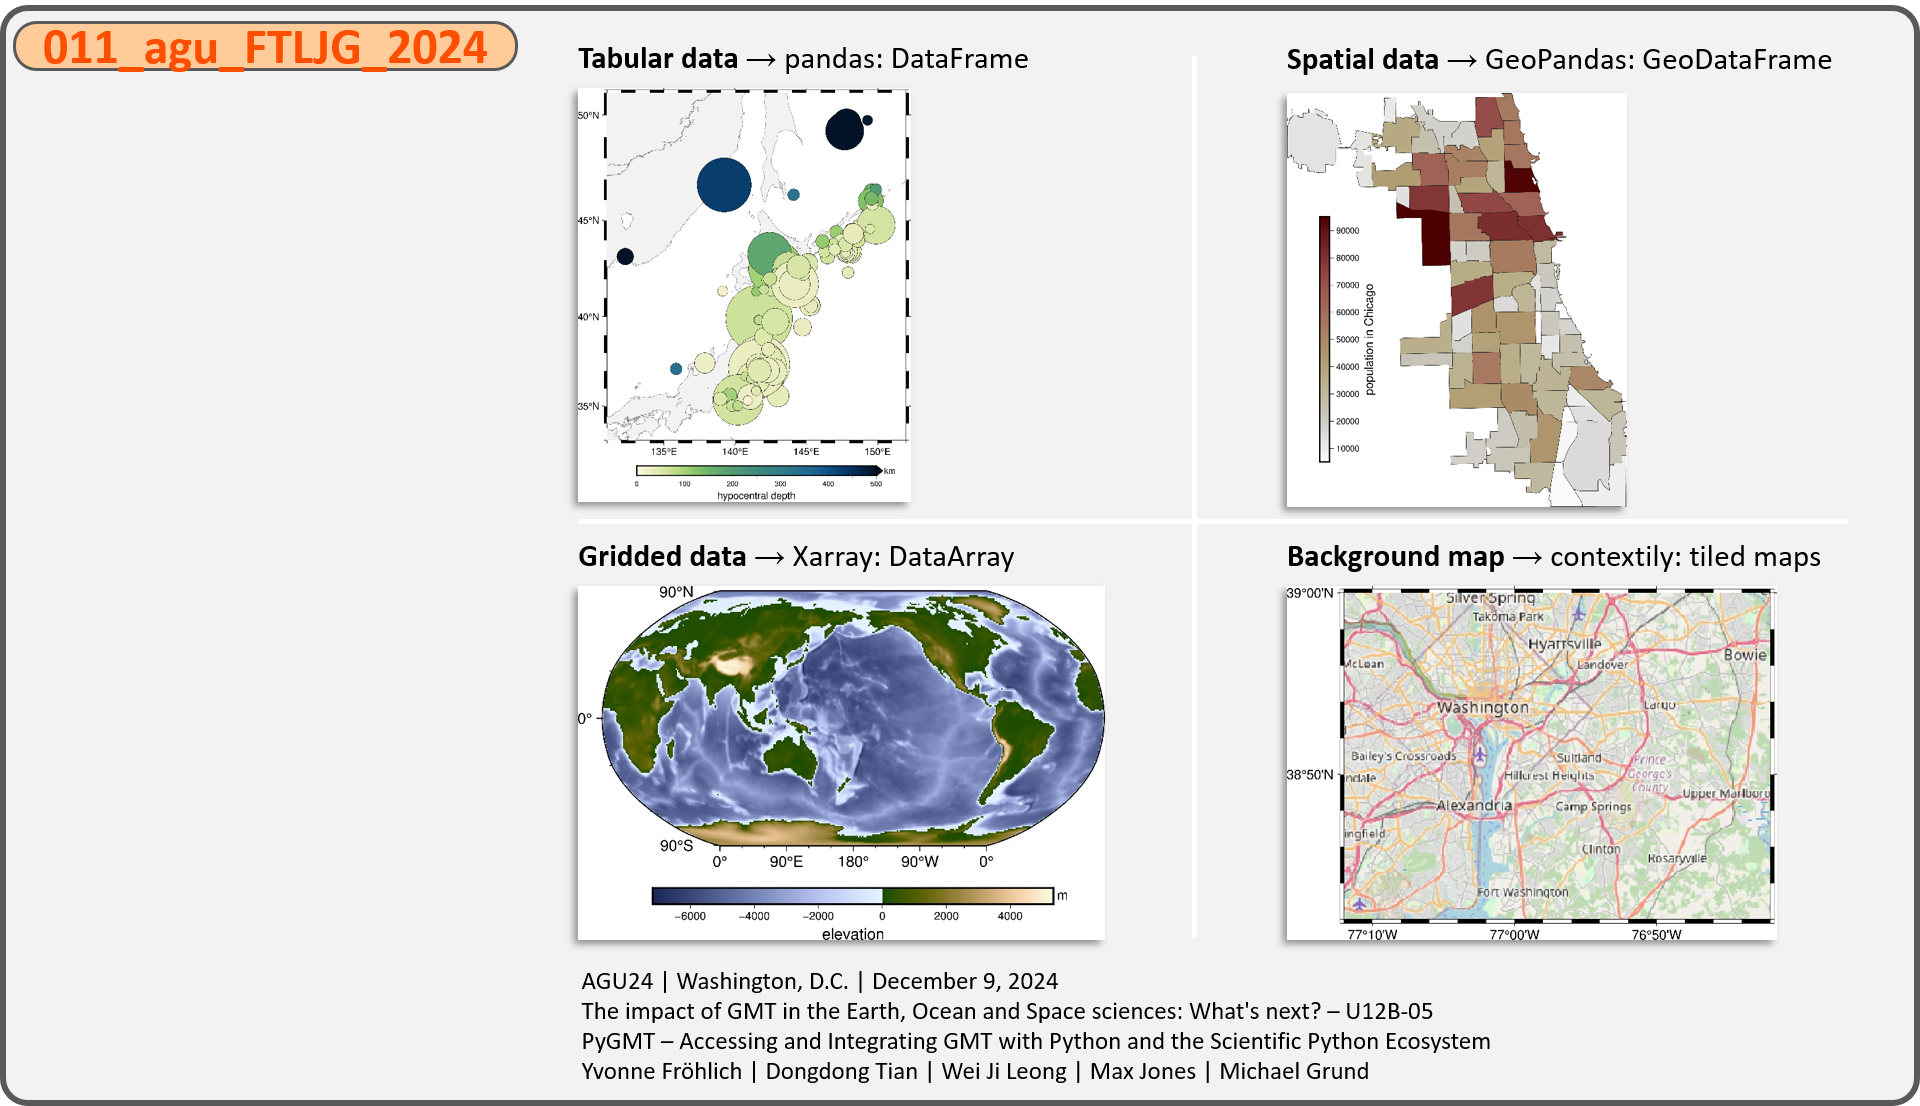 011_agu_FTLJG_2024
Tabular data → pandas: DataFrame
50°N
45°N
40°N
35°N
135°E 140°E 145°E 150°E
km
0 100 200 300 400 500
hypocentral depth
Spatial data → GeoPandas: GeoDataFrame
90000
80000
70000
60000
50000
40000
30000
20000
10000
population in Chicago
Gridded data → Xarray: DataArray
90°N
0°
90°S
0° 90°E 180° 90°W 0°
m
−6000 −4000 −2000 0 2000 4000
elevation
Background map → contextily: tiled maps
39°00'N
Silver Spring
Takoma Park
Hyattsville
Bowie
McLean
Landover
Washington
Largo
Bailey's Crossroads
Suitland
Prince
George's
County
38°50'N
ndale
Hillcrest Heights
Upper Marlboro
Alexandria
Camp Springs
ingfield
Clinton
Rosaryville
Fort Washington
77°10'W 77°00'W 76°50'W
AGU24 | Washington, D.C. | December 9, 2024
The impact of GMT in the Earth, Ocean and Space sciences: What's next? – U12B-05
PyGMT – Accessing and Integrating GMT with Python and the Scientific Python Ecosystem
Yvonne Fröhlich | Dongdong Tian | Wei Ji Leong | Max Jones | Michael Grund